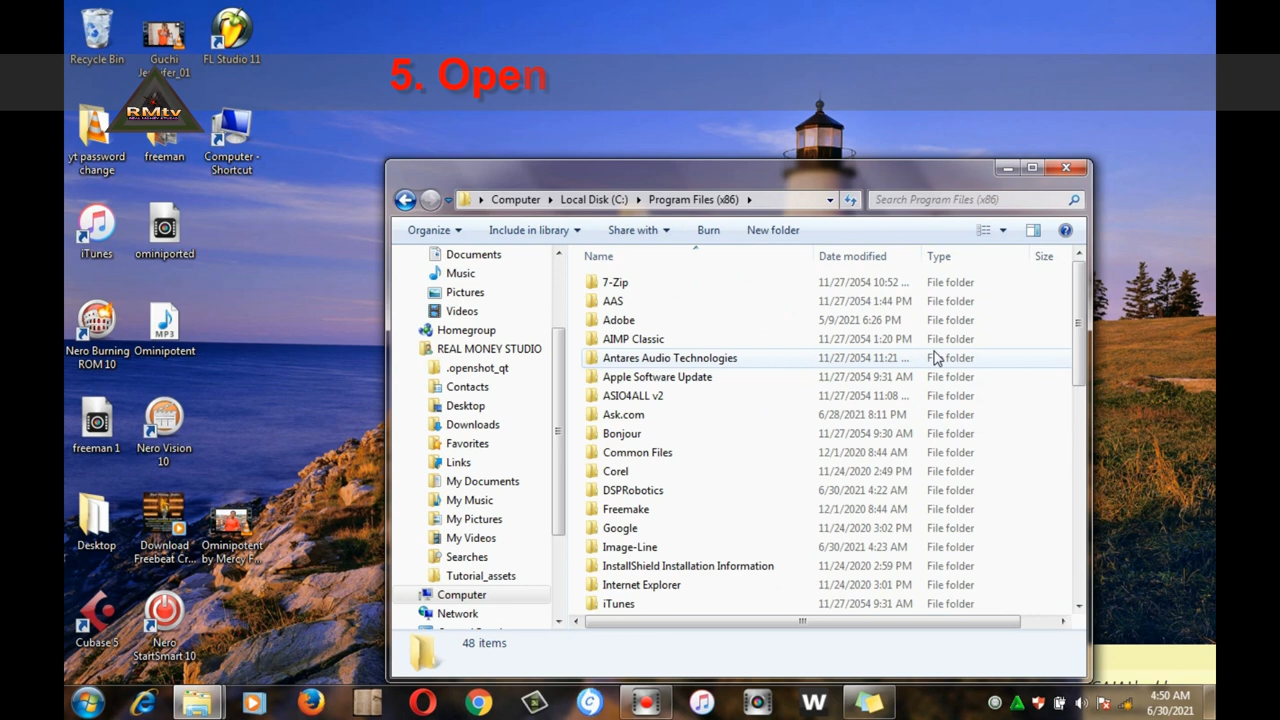 5. Open
RMtv
REAL MONEY STUDIO
Recycle Bin
Guchi
Jennifer_01
FL Studio 11
yt password
change
freeman
Computer -
Shortcut
iTunes
ominiported
Nero Burning
ROM 10
MP3
Ominipotent
freeman 1
Nero Vision
10
Desktop
Download
Freebeat Cr...
Ominipotent
by Mercy F...
Cubase 5
Nero
StartSmart 10
Computer
Local Disk (C:)
Program Files (x86)
Search Program Files (x86)
Organize
Include in library
Share with
Burn
New folder
Documents
Music
Pictures
Videos
Homegroup
REAL MONEY STUDIO
.openshot_qt
Contacts
Desktop
Downloads
Favorites
Links
My Documents
My Music
My Pictures
My Videos
Searches
Tutorial_assets
Computer
Network
Name Date modified Type Size
7-Zip 11/27/2054 10:52 ... File folder
AAS 11/27/2054 1:44 PM File folder
Adobe 5/9/2021 6:26 PM File folder
AIMP Classic 11/27/2054 1:20 PM File folder
Antares Audio Technologies 11/27/2054 11:21 ... File folder
Apple Software Update 11/27/2054 9:31 AM File folder
ASIO4ALL v2 11/27/2054 11:08 ... File folder
Ask.com 6/28/2021 8:11 PM File folder
Bonjour 11/27/2054 9:30 AM File folder
Common Files 12/1/2020 8:44 AM File folder
Corel 11/24/2020 2:49 PM File folder
DSPRobotics 6/30/2021 4:22 AM File folder
Freemake 12/1/2020 8:44 AM File folder
Google 11/24/2020 3:02 PM File folder
Image-Line 6/30/2021 4:23 AM File folder
InstallShield Installation Information 11/24/2020 2:59 PM File folder
Internet Explorer 11/24/2020 3:01 PM File folder
iTunes 11/27/2054 9:31 AM File folder
48 items
W
4:50 AM
6/30/2021